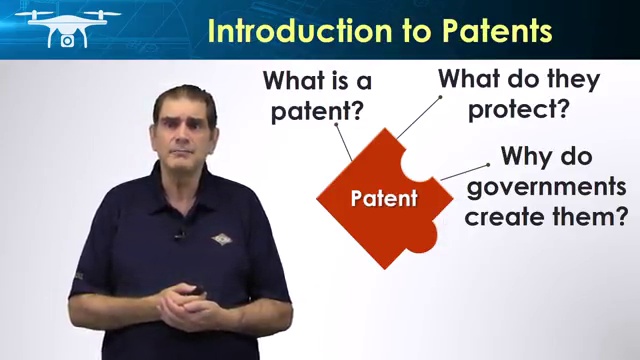 Introduction to Patents
What is a
patent?
What do they
protect?
Why do
governments
create them?
Patent